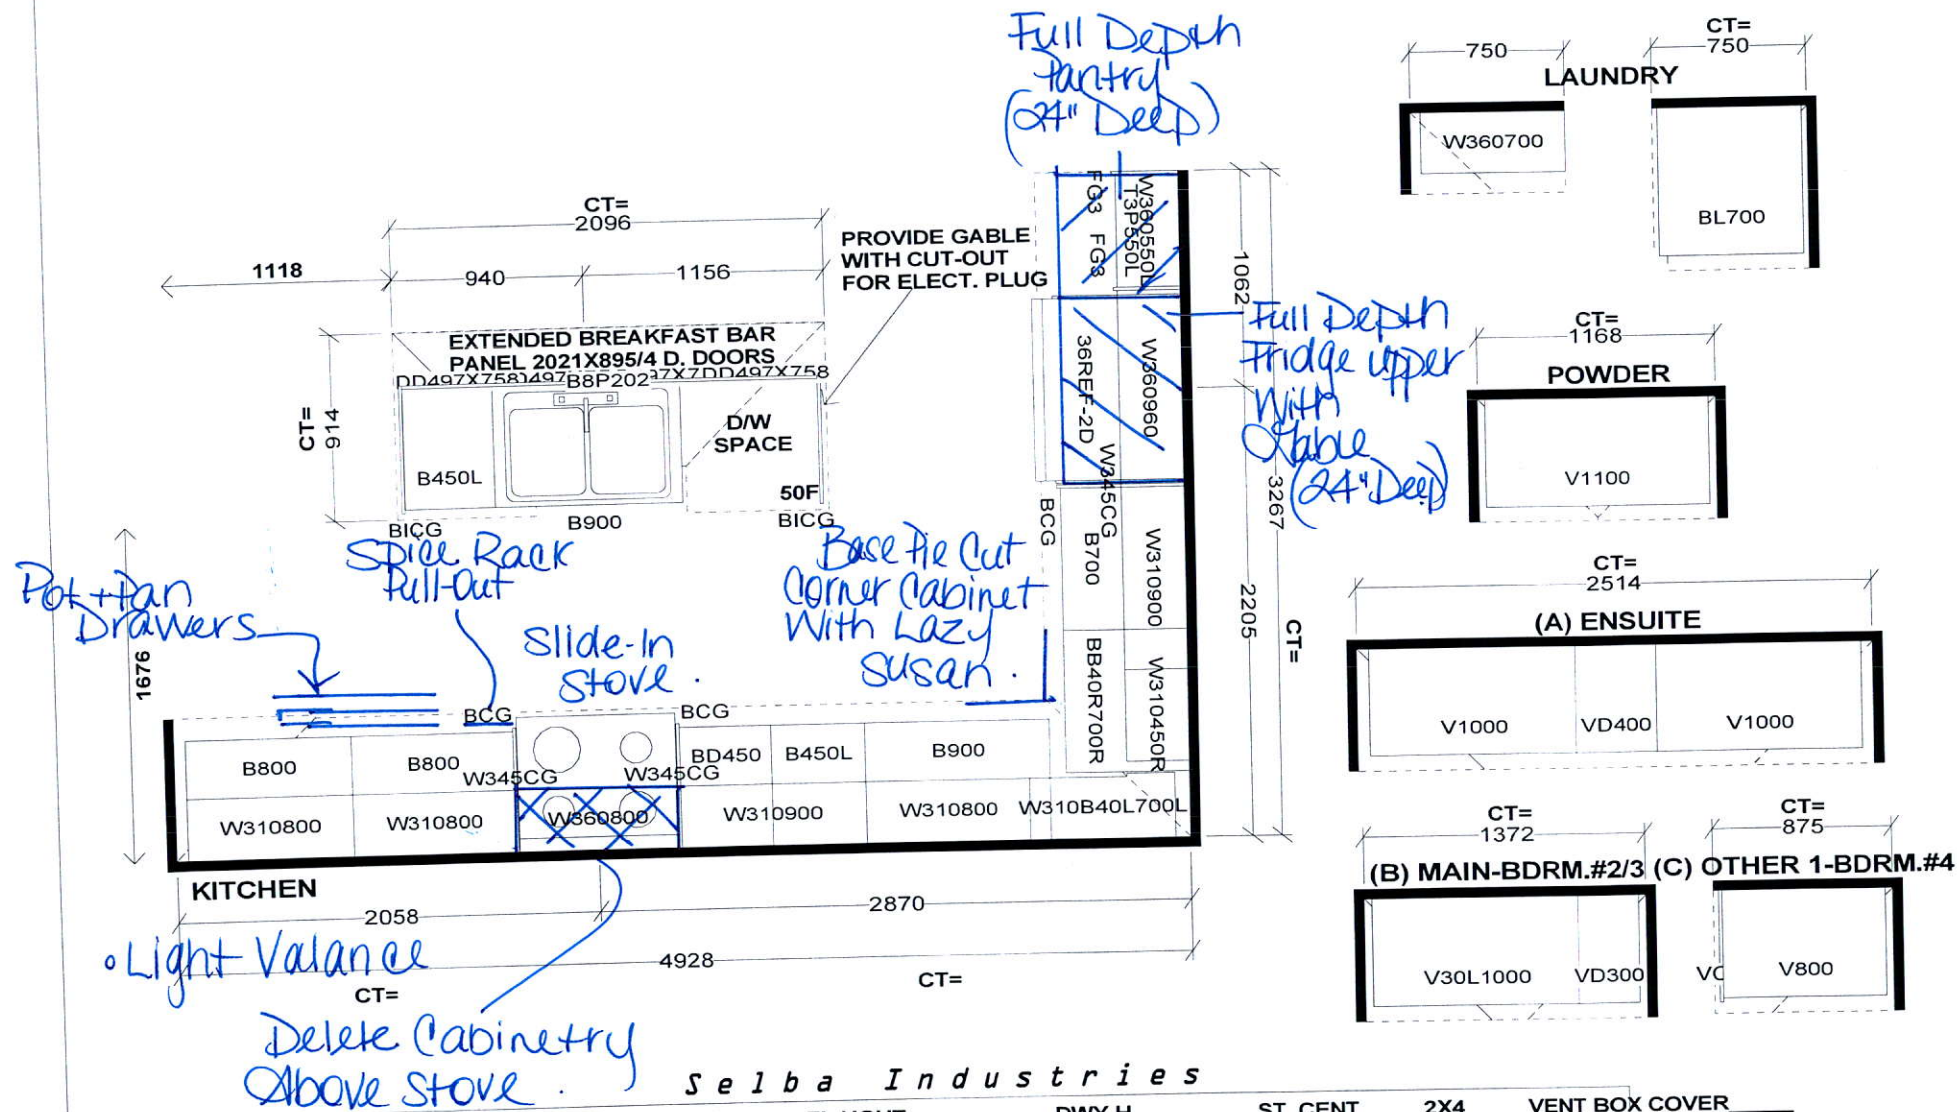 Full Depth
Pantry
(24" Deep)
CT=
2096
1118
940
1156
PROVIDE GABLE
WITH CUT-OUT
FOR ELECT. PLUG
EXTENDED BREAKFAST BAR
PANEL 2021X895/4 D. DOORS
B8P202
DD497X758
CT=
914
D/W
SPACE
B450L
50F
BICG
B900
BICG
FG3 FG3
W360550L
T3P550L
1062
36REF-2D
W360960
Full Depth
Fridge upper
With
Gable
(24" Deep)
3267
W345CG
BCG
B700
W310900
2205
CT=
BB40R700R
W310450R
Pot + Pan
Drawers
1676
Spice Rack
Pull-Out
Slide-In
Stove.
Base Pie Cut
Corner Cabinet
With Lazy
Susan.
BCG
BCG
B800
B800
BD450
B450L
B900
W345CG
W345CG
W310800
W310800
W360800
W310900
W310800
W310B40L700L
KITCHEN
2058
2870
4928
CT=
CT=
• Light Valance
Delete Cabinetry
Above Stove.
750
CT=
750
LAUNDRY
W360700
BL700
CT=
1168
POWDER
V1100
CT=
2514
(A) ENSUITE
V1000
VD400
V1000
CT=
1372
(B) MAIN-BDRM.#2/3
V30L1000
VD300
CT=
875
(C) OTHER 1-BDRM.#4
V800
Selba Industries
ST. CENT
2X4
VENT BOX COVER